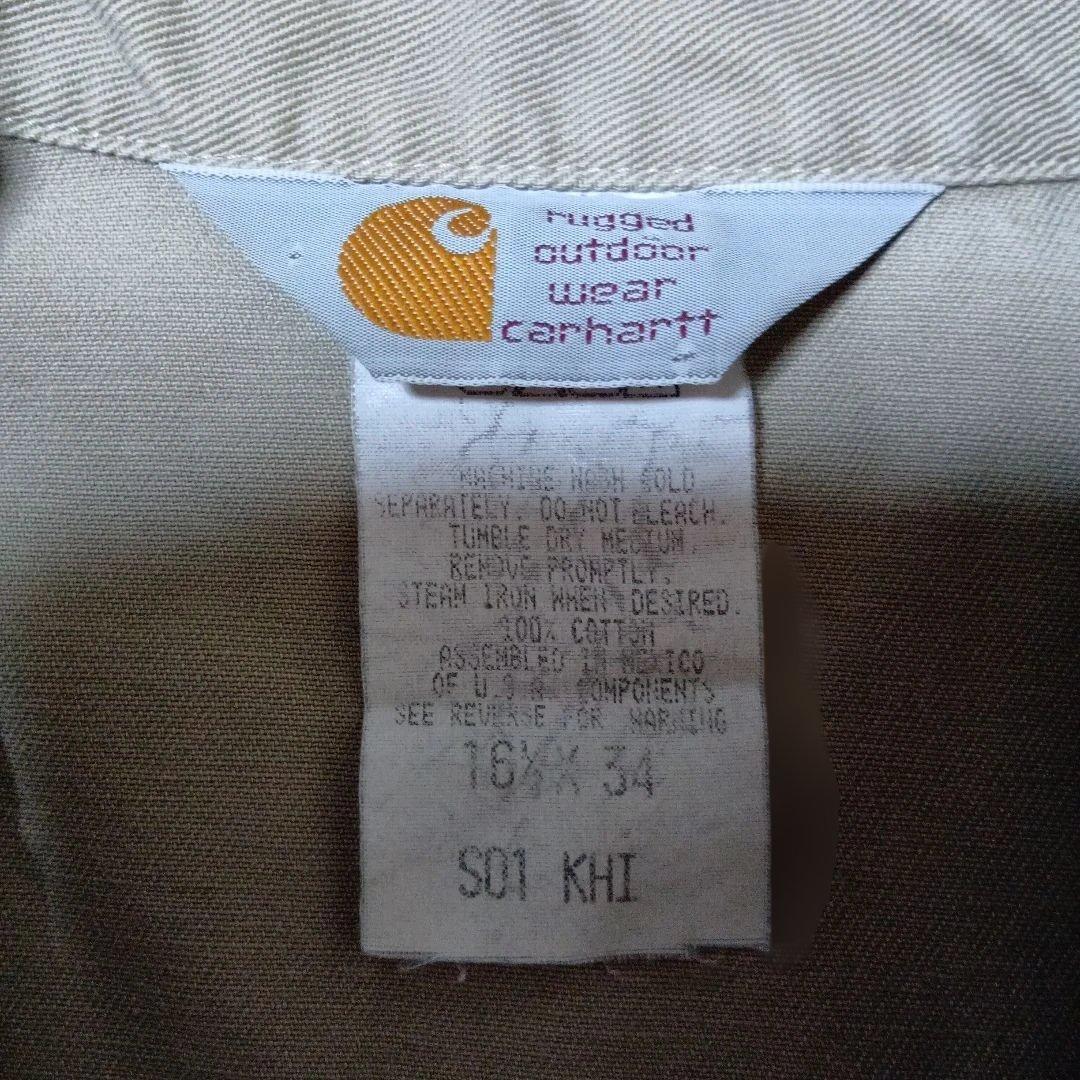 rugged
outdoor
wear
carhartt
MACHINE WASH COLD
SEPARATELY. DO NOT BLEACH.
TUMBLE DRY MEDIUM.
REMOVE PROMPTLY.
STEAM IRON WHEN DESIRED.
100% COTTON
ASSEMBLED IN MEXICO
OF U.S.A. COMPONENTS
SEE REVERSE FOR WARNING
16½ X 34
S01 KHI